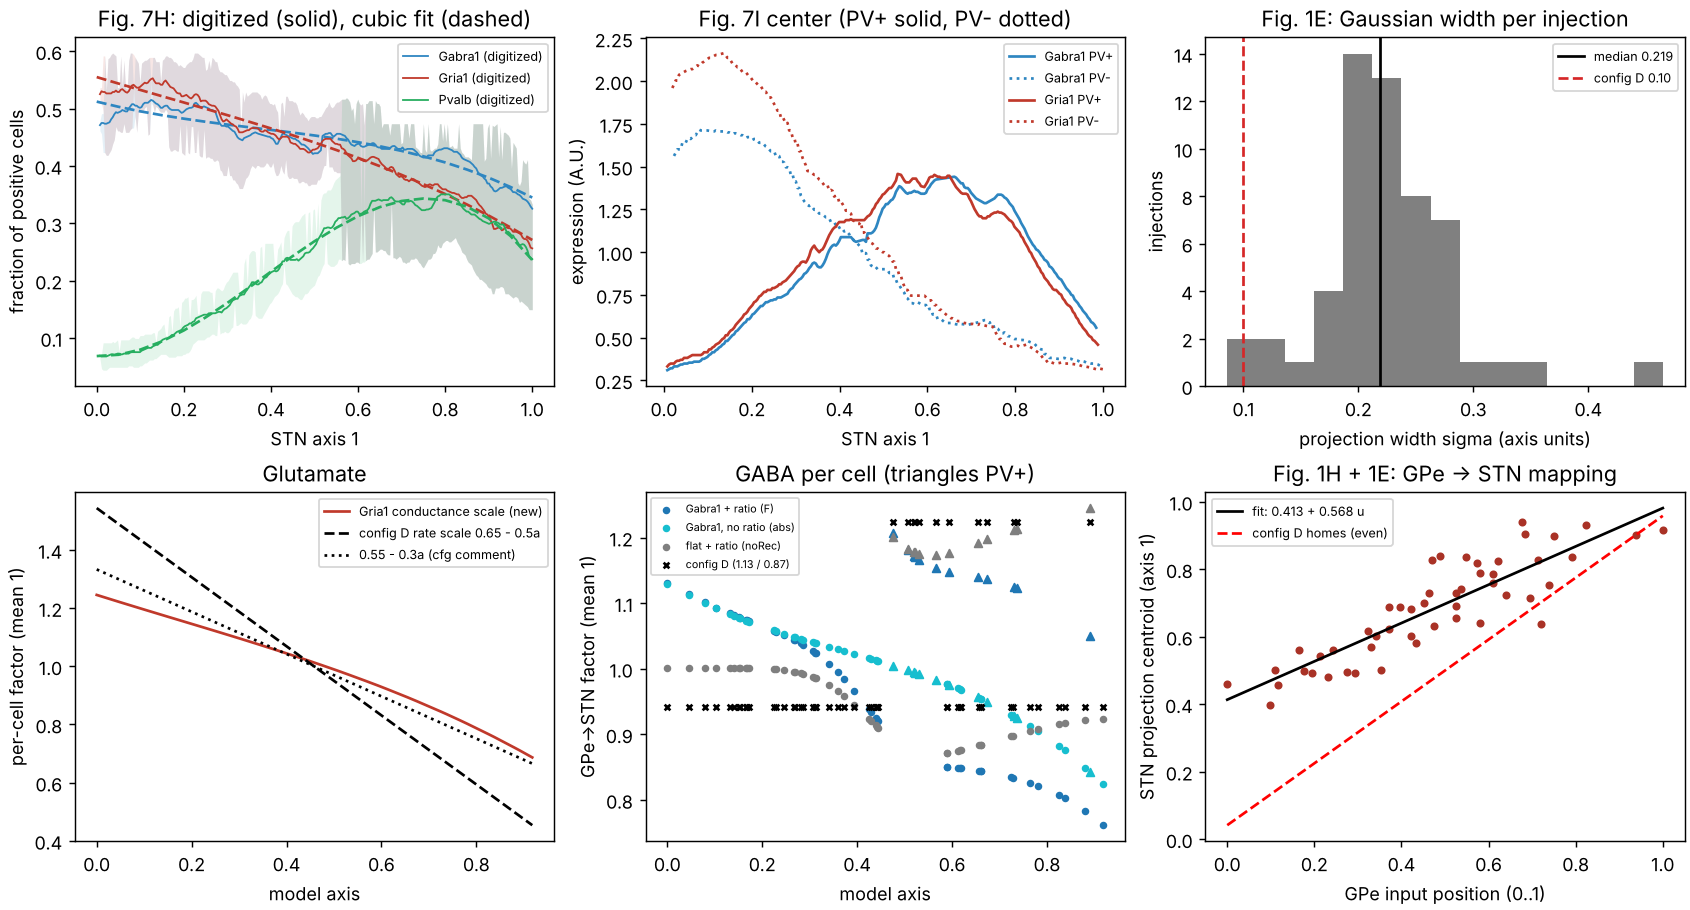 Fig. 7H: digitized (solid), cubic fit (dashed)
Gabra1 (digitized)
Gria1 (digitized)
Pvalb (digitized)
fraction of positive cells
0.6
0.5
0.4
0.3
0.2
0.1
0.0 0.2 0.4 0.6 0.8 1.0
STN axis 1
Fig. 7I center (PV+ solid, PV- dotted)
Gabra1 PV+
Gabra1 PV-
Gria1 PV+
Gria1 PV-
expression (A.U.)
2.25
2.00
1.75
1.50
1.25
1.00
0.75
0.50
0.25
0.0 0.2 0.4 0.6 0.8 1.0
STN axis 1
Fig. 1E: Gaussian width per injection
median 0.219
config D 0.10
injections
14
12
10
8
6
4
2
0
0.1 0.2 0.3 0.4
projection width sigma (axis units)
Glutamate
Gria1 conductance scale (new)
config D rate scale 0.65 - 0.5a
0.55 - 0.3a (cfg comment)
per-cell factor (mean 1)
1.4
1.2
1.0
0.8
0.6
0.4
0.0 0.2 0.4 0.6 0.8
model axis
GABA per cell (triangles PV+)
Gabra1 + ratio (F)
Gabra1, no ratio (abs)
flat + ratio (noRec)
config D (1.13 / 0.87)
GPe→STN factor (mean 1)
1.2
1.1
1.0
0.9
0.8
0.0 0.2 0.4 0.6 0.8
model axis
Fig. 1H + 1E: GPe → STN mapping
fit: 0.413 + 0.568 u
config D homes (even)
STN projection centroid (axis 1)
1.0
0.8
0.6
0.4
0.2
0.0
0.0 0.2 0.4 0.6 0.8 1.0
GPe input position (0..1)